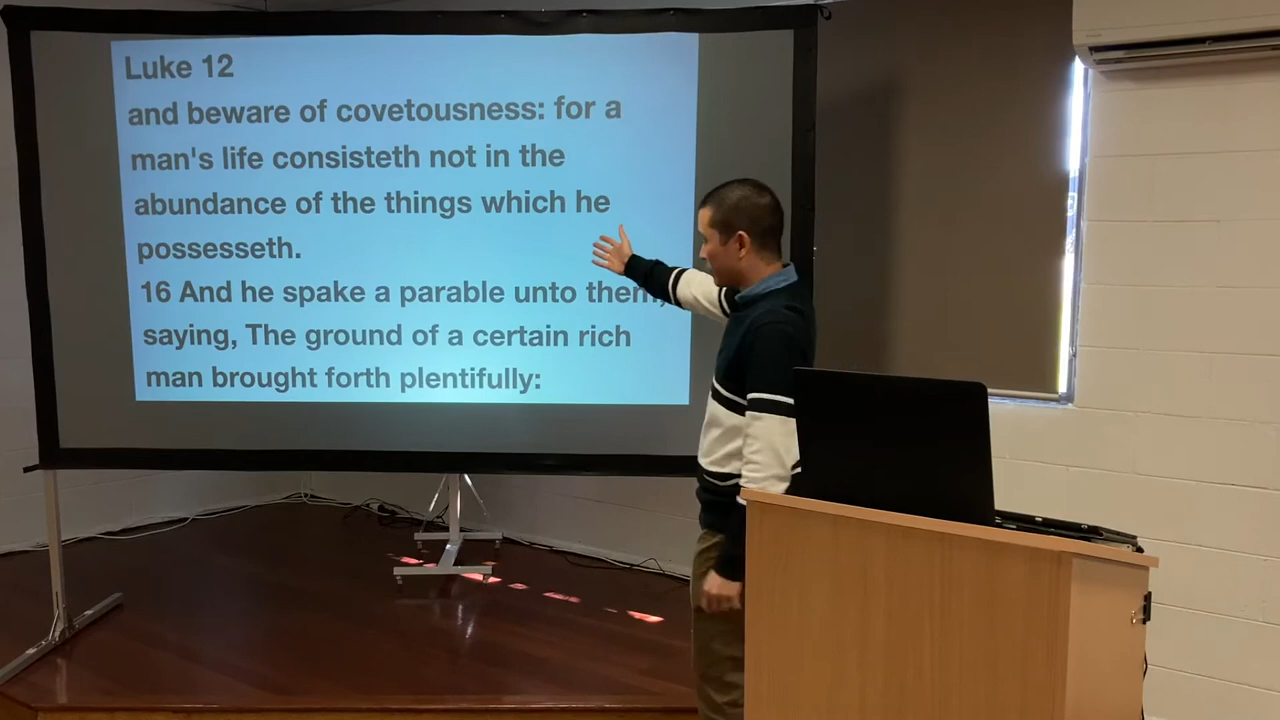 Luke 12
and beware of covetousness: for a
man's life consisteth not in the
abundance of the things which he
possesseth.
16 And he spake a parable unto them,
saying, The ground of a certain rich
man brought forth plentifully: